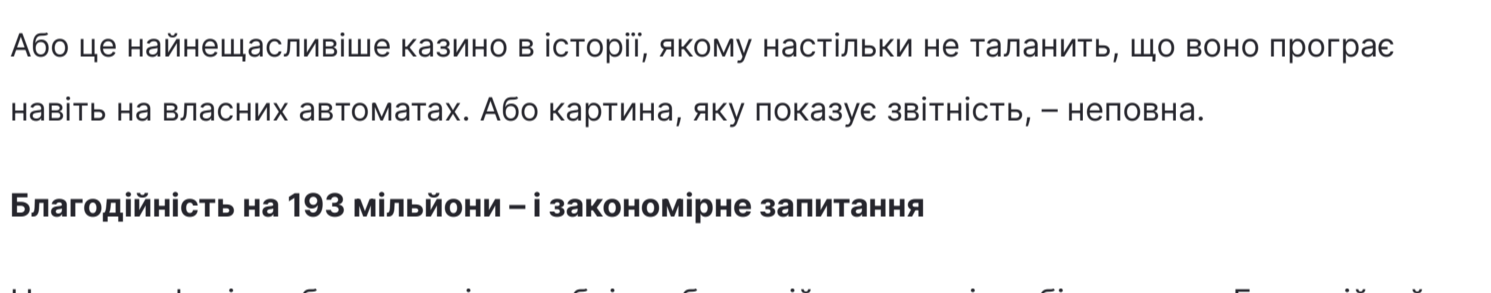 Або це найнещасливіше казино в історії, якому настільки не таланить, що воно програє
навіть на власних автоматах. Або картина, яку показує звітність, – неповна.
Благодійність на 193 мільйони – і закономірне запитання